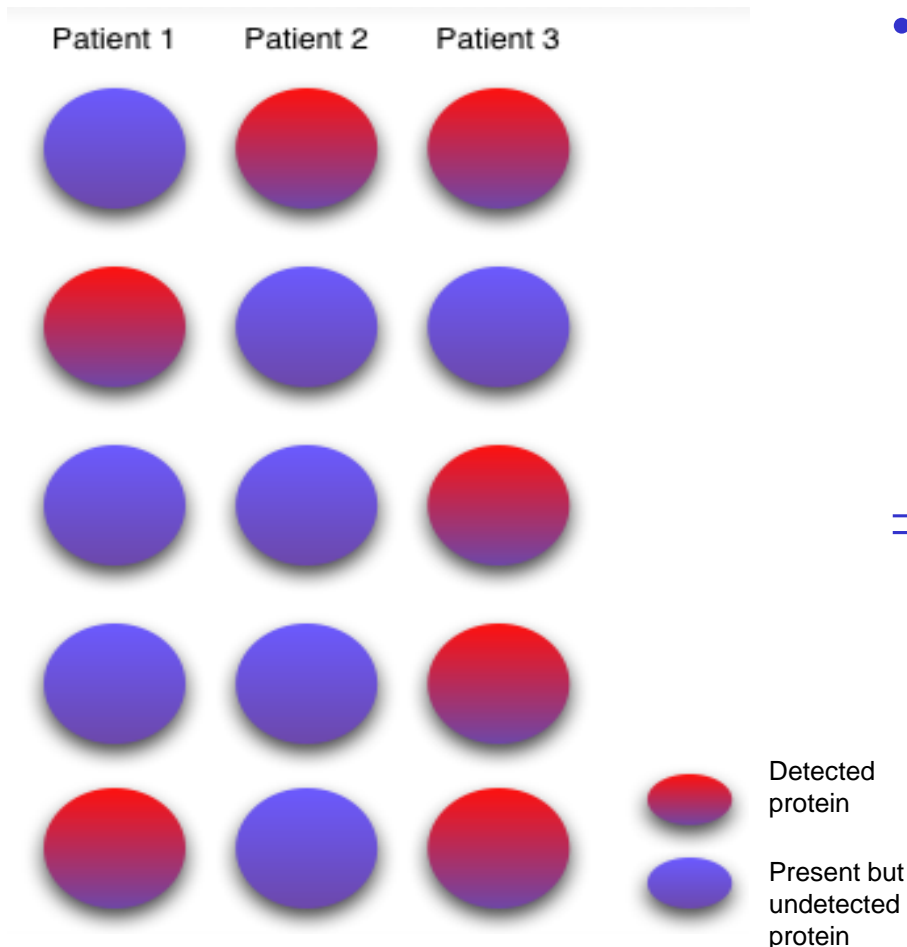 Patient 1 Patient 2 Patient 3
Detected
protein
Present but
undetected
protein